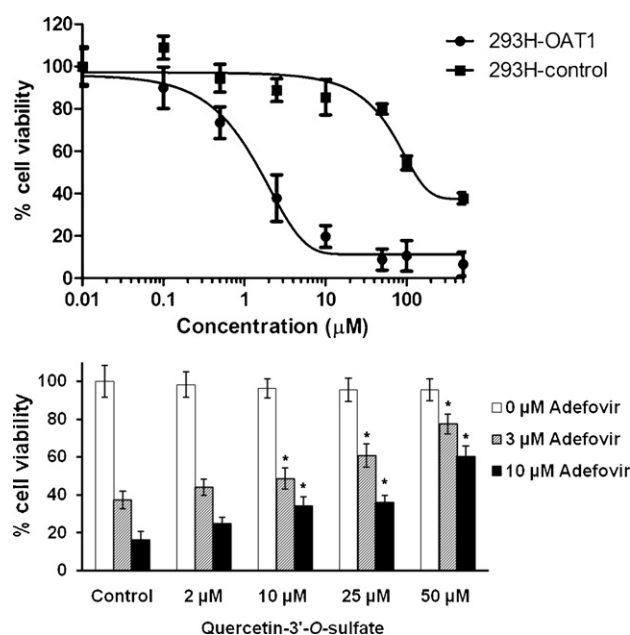 % cell viability
120
100
80
60
40
20
0
0.01 0.1 1 10 100
Concentration (μM)
293H-OAT1
293H-control
% cell viability
100
80
60
40
20
0
* * * * * *
Control 2 μM 10 μM 25 μM 50 μM
Quercetin-3'-O-sulfate
0 μM Adefovir
3 μM Adefovir
10 μM Adefovir